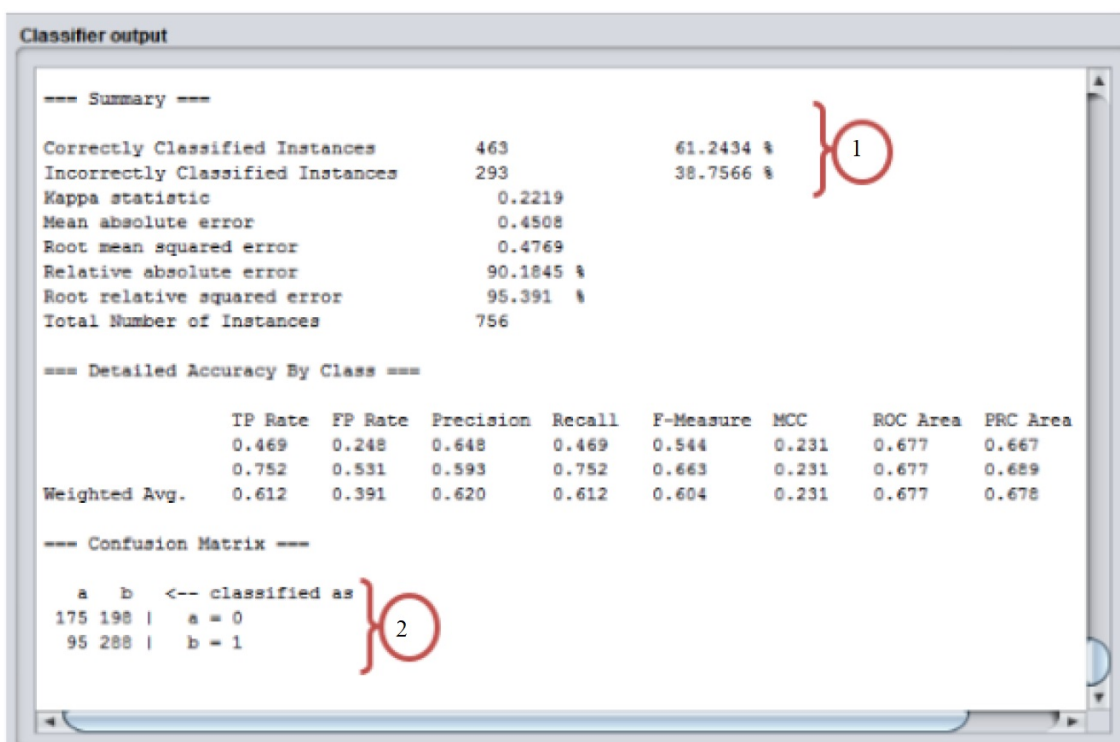 Classifier output
=== Summary ===
Correctly Classified Instances 463 61.2434 %
Incorrectly Classified Instances 293 38.7566 %
1
Kappa statistic 0.2219
Mean absolute error 0.4508
Root mean squared error 0.4769
Relative absolute error 90.1845 %
Root relative squared error 95.391 %
Total Number of Instances 756
=== Detailed Accuracy By Class ===
TP Rate FP Rate Precision Recall F-Measure MCC ROC Area PRC Area
0.469 0.248 0.648 0.469 0.544 0.231 0.677 0.667
0.752 0.531 0.593 0.752 0.663 0.231 0.677 0.689
Weighted Avg. 0.612 0.391 0.620 0.612 0.604 0.231 0.677 0.678
=== Confusion Matrix ===
a b <-- classified as
175 198 | a = 0
95 288 | b = 1
2